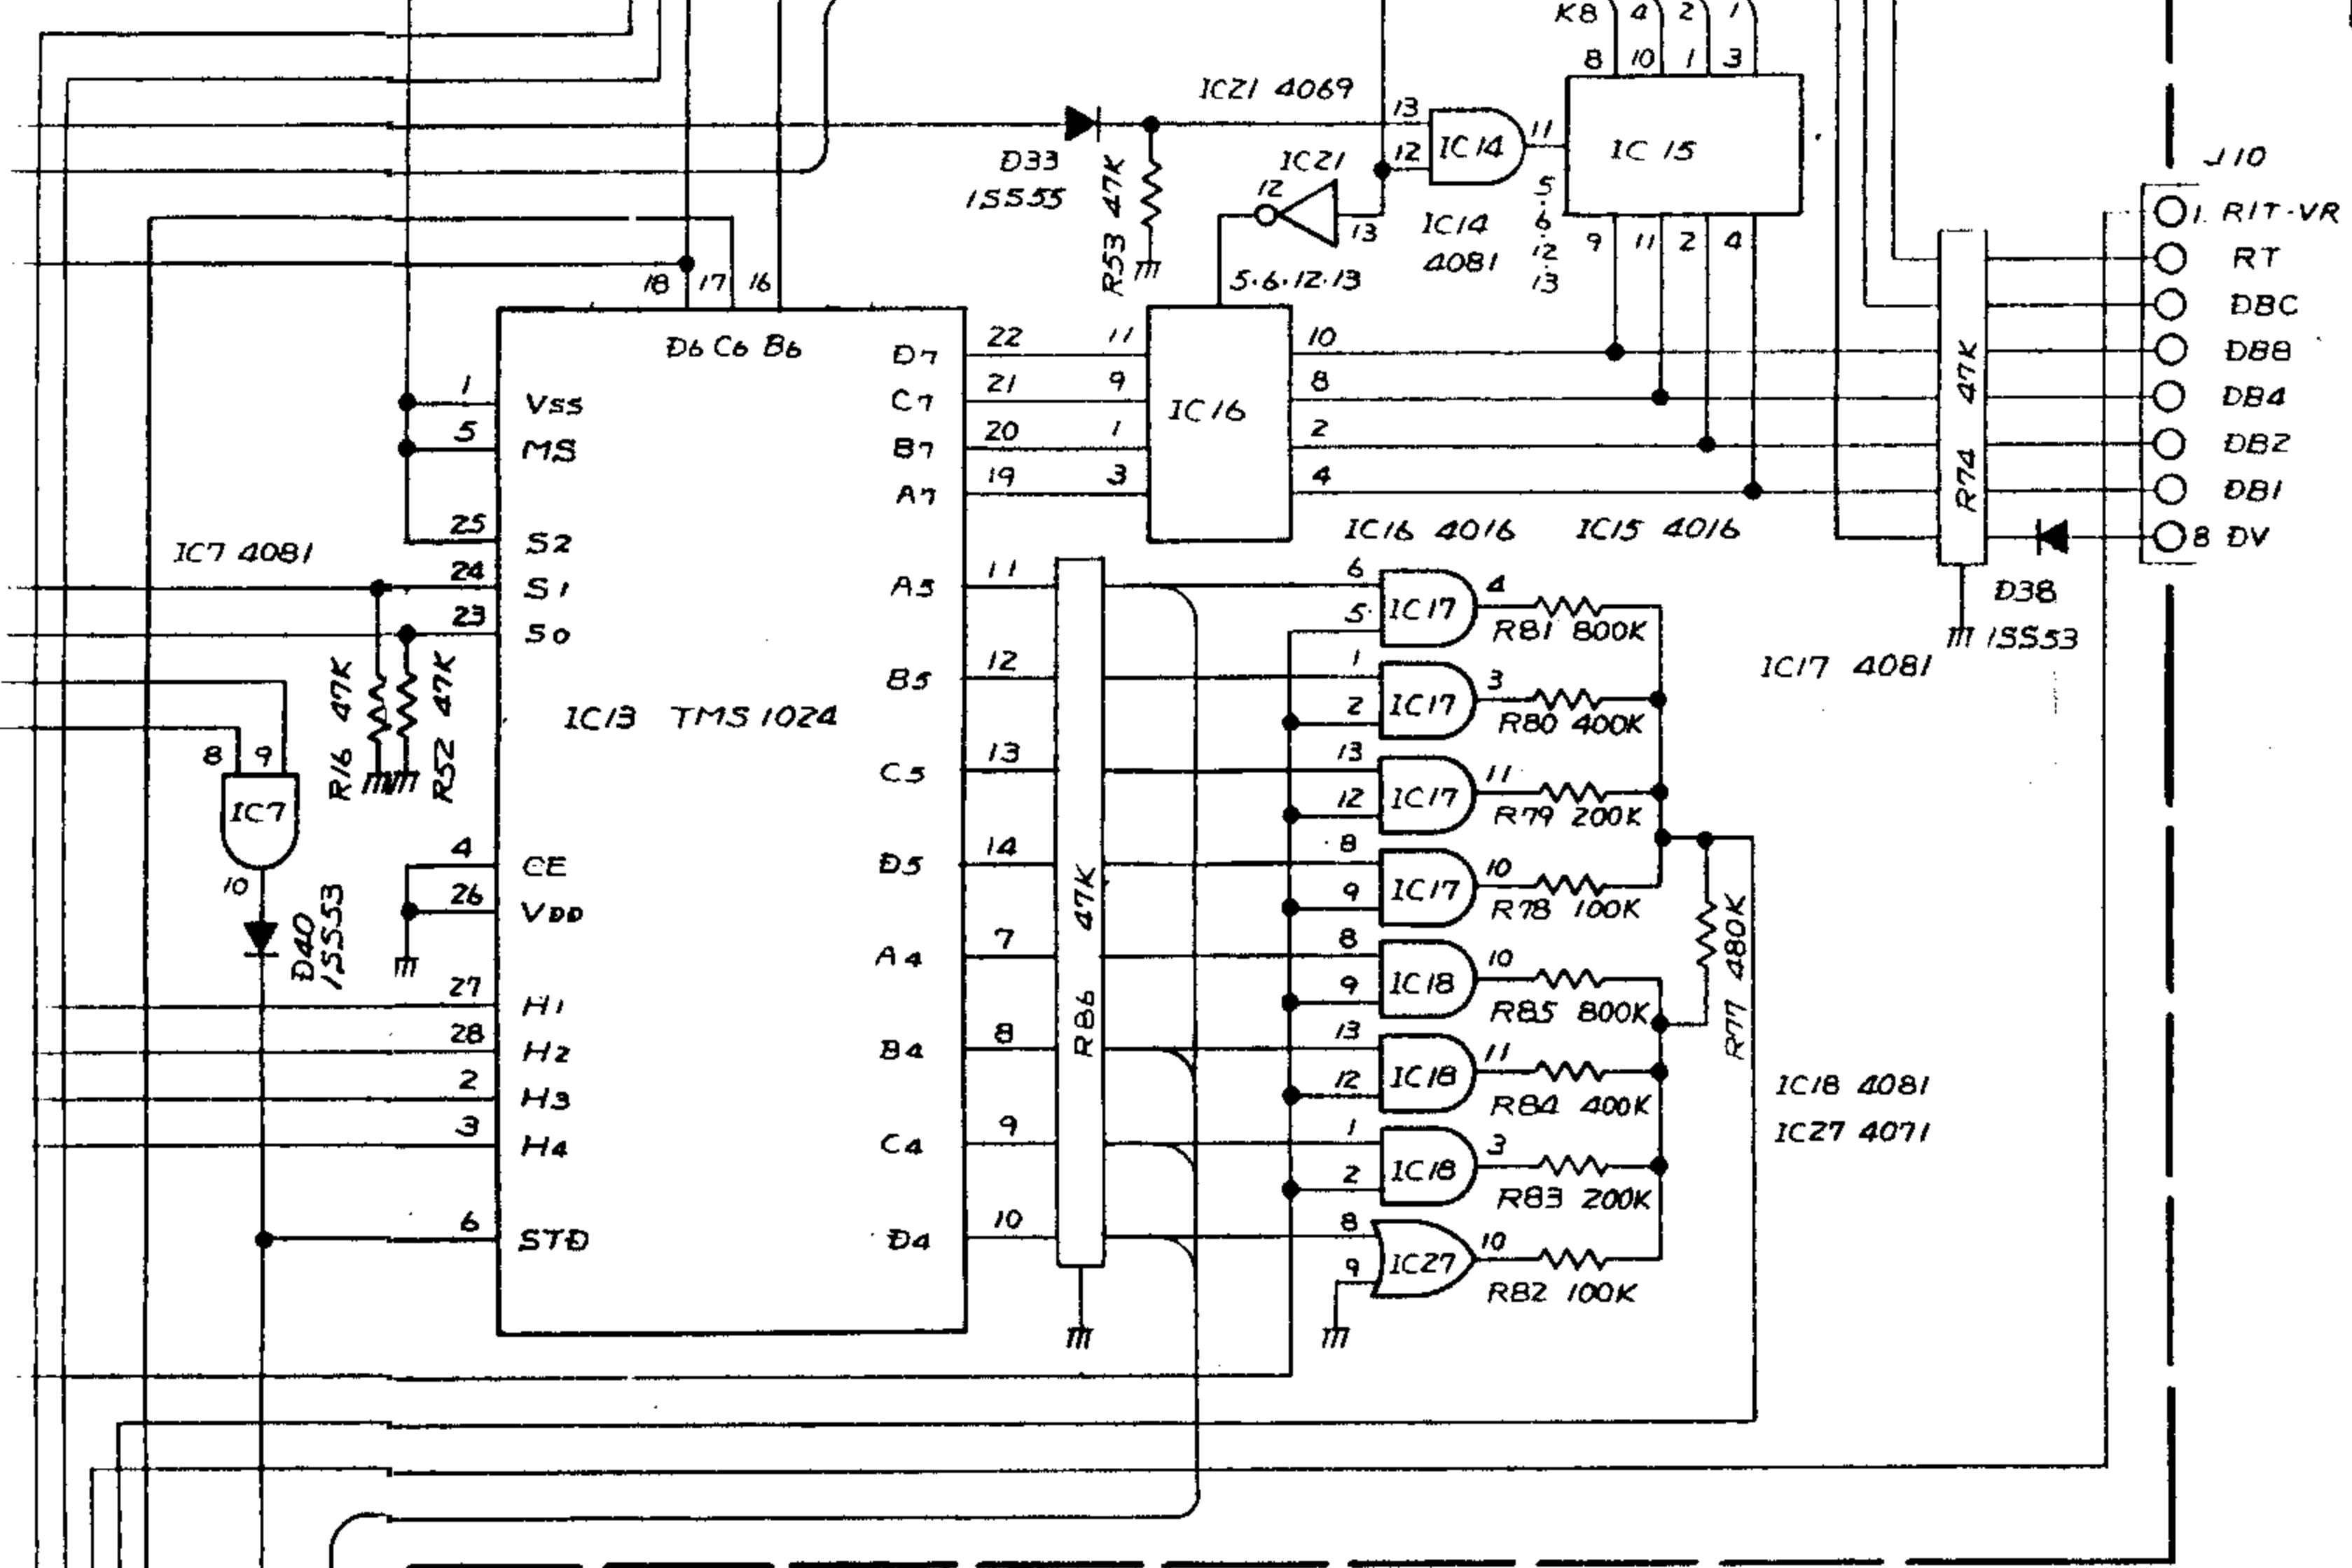 K8 4 2 1
8 10 1 3
IC21 4069
13
12
IC14
11
IC15
D33
1SS55
R53 47K
IC21
12
13
IC14
4081
5
6
12
13
9 11 2 4
5·6·12·13
J10
1 RIT-VR
RT
DBC
DB8
DB4
DB2
DB1
8 DV
R74 47K
D38
1SS53
18 17 16
D6 C6 B6
1 VSS
5 MS
25 S2
24 S1
23 S0
IC7 4081
R16 47K
R52 47K
8 9
IC7
10
D40
1SS53
IC13 TMS1024
4 CE
26 VDD
27 H1
28 H2
2 H3
3 H4
6 STD
D7 22 11
C7 21 9
B7 20 1
A7 19 3
IC16
10
8
2
4
IC16 4016 IC15 4016
A5 11
B5 12
C5 13
D5 14
A4 7
B4 8
C4 9
D4 10
R86 47K
6
5
IC17
4
R81 800K
1
2
IC17
3
R80 400K
13
12
IC17
11
R79 200K
8
9
IC17
10
R78 100K
8
9
IC18
10
R85 800K
13
12
IC18
11
R84 400K
1
2
IC18
3
R83 200K
8
9
IC27
10
R82 100K
R77 480K
IC17 4081
IC18 4081
IC27 4071